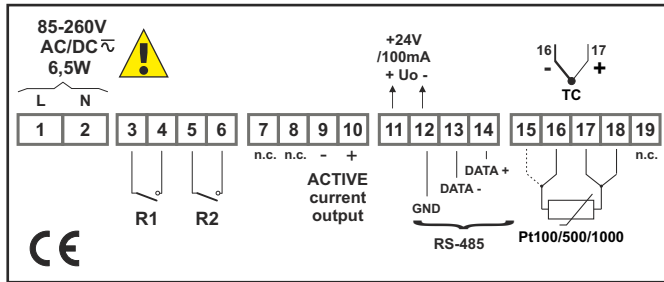 85-260V
AC/DC
6,5W
L N
+24V
/100mA
+ Uo -
16 17
- +
TC
1 2 3 4 5 6 7 8 9 10 11 12 13 14 15 16 17 18 19
n.c. n.c. - +
n.c.
R1 R2
ACTIVE
current
output
DATA +
DATA -
GND
RS-485
Pt100/500/1000
CE